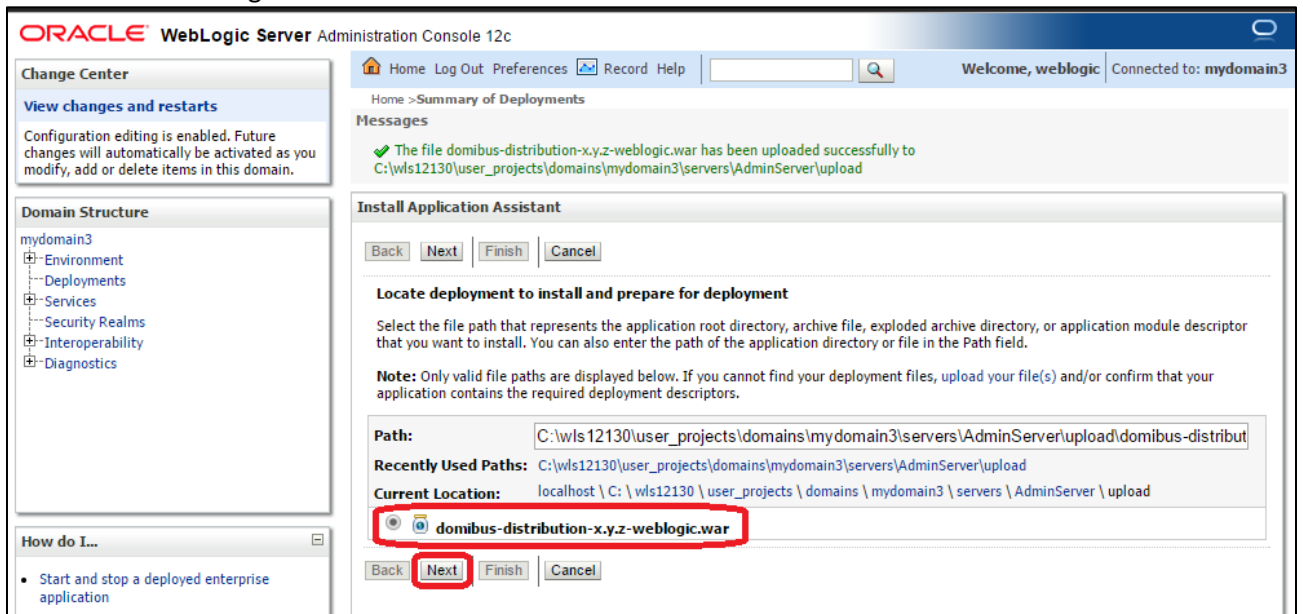 ORACLE WebLogic Server Administration Console 12c
Change Center
View changes and restarts
Configuration editing is enabled. Future
changes will automatically be activated as you
modify, add or delete items in this domain.
Domain Structure
mydomain3
Environment
Deployments
Services
Security Realms
Interoperability
Diagnostics
How do I...
Start and stop a deployed enterprise
application
Home Log Out Preferences Record Help
Welcome, weblogic Connected to: mydomain3
Home >Summary of Deployments
Messages
The file domibus-distribution-x.y.z-weblogic.war has been uploaded successfully to
C:\wls12130\user_projects\domains\mydomain3\servers\AdminServer\upload
Install Application Assistant
Back Next Finish Cancel
Locate deployment to install and prepare for deployment
Select the file path that represents the application root directory, archive file, exploded archive directory, or application module descriptor
that you want to install. You can also enter the path of the application directory or file in the Path field.
Note: Only valid file paths are displayed below. If you cannot find your deployment files, upload your file(s) and/or confirm that your
application contains the required deployment descriptors.
Path: C:\wls12130\user_projects\domains\mydomain3\servers\AdminServer\upload\domibus-distribut
Recently Used Paths: C:\wls12130\user_projects\domains\mydomain3\servers\AdminServer\upload
Current Location: localhost \ C: \ wls12130 \ user_projects \ domains \ mydomain3 \ servers \ AdminServer \ upload
domibus-distribution-x.y.z-weblogic.war
Back Next Finish Cancel